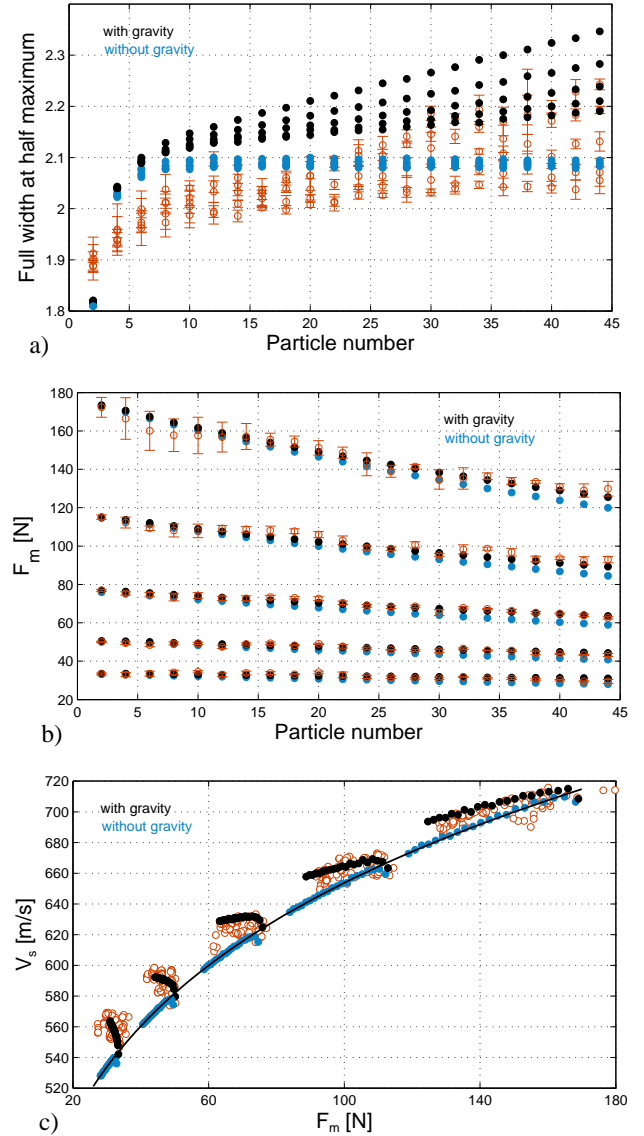 with gravity
without gravity
2.3
2.2
2.1
2
1.9
1.8
Full width at half maximum
0 5 10 15 20 25 30 35 40 45
Particle number
a)
180
160
140
120
100
80
60
40
20
F_m [N]
with gravity
without gravity
0 5 10 15 20 25 30 35 40 45
Particle number
b)
720
700
680
660
640
620
600
580
560
540
520
V_s [m/s]
with gravity
without gravity
20 60 100 140 180
F_m [N]
c)